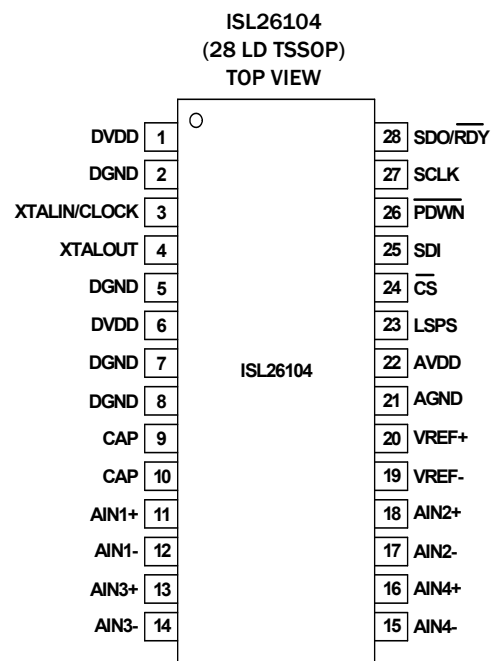 ISL26104
(28 LD TSSOP)
TOP VIEW
DVDD 1 28 SDO/R̅D̅Y̅
DGND 2 27 SCLK
XTALIN/CLOCK 3 26 P̅D̅W̅N̅
XTALOUT 4 25 SDI
DGND 5 24 C̅S̅
DVDD 6 23 LSPS
DGND 7 22 AVDD
ISL26104
DGND 8 21 AGND
CAP 9 20 VREF+
CAP 10 19 VREF-
AIN1+ 11 18 AIN2+
AIN1- 12 17 AIN2-
AIN3+ 13 16 AIN4+
AIN3- 14 15 AIN4-